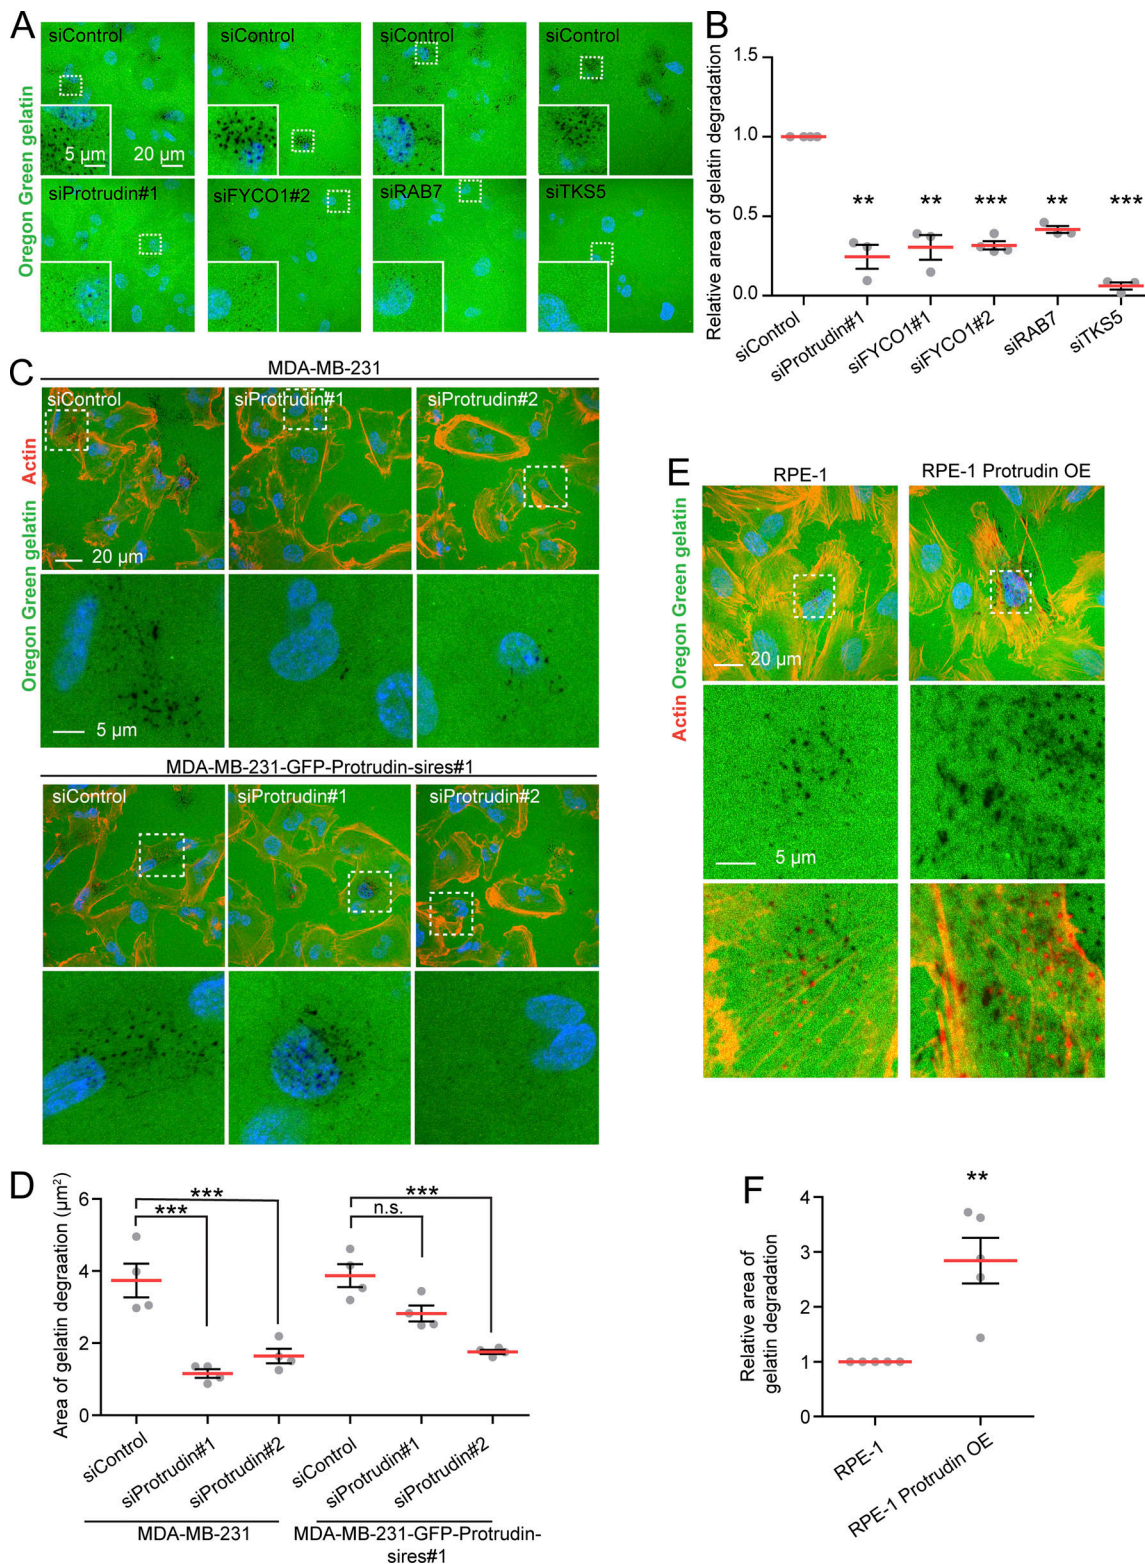 A
Oregon Green gelatin
siControl
siControl
siControl
siControl
5 µm
20 µm
siProtrudin#1
siFYCO1#2
siRAB7
siTKS5
B
Relative area of gelatin degradation
1.5
1.0
0.5
0.0
**
**
***
**
***
siControl
siProtrudin#1
siFYCO1#1
siFYCO1#2
siRAB7
siTKS5
C
MDA-MB-231
Oregon Green gelatin Actin
siControl
siProtrudin#1
siProtrudin#2
20 µm
5 µm
MDA-MB-231-GFP-Protrudin-sires#1
siControl
siProtrudin#1
siProtrudin#2
D
Area of gelatin degraation (µm²)
6
4
2
0
***
***
***
n.s.
siControl
siProtrudin#1
siProtrudin#2
siControl
siProtrudin#1
siProtrudin#2
MDA-MB-231
MDA-MB-231-GFP-Protrudin-
sires#1
E
RPE-1
RPE-1 Protrudin OE
Actin Oregon Green gelatin
20 µm
5 µm
F
Relative area of
gelatin degradation
4
3
2
1
0
**
RPE-1
RPE-1 Protrudin OE